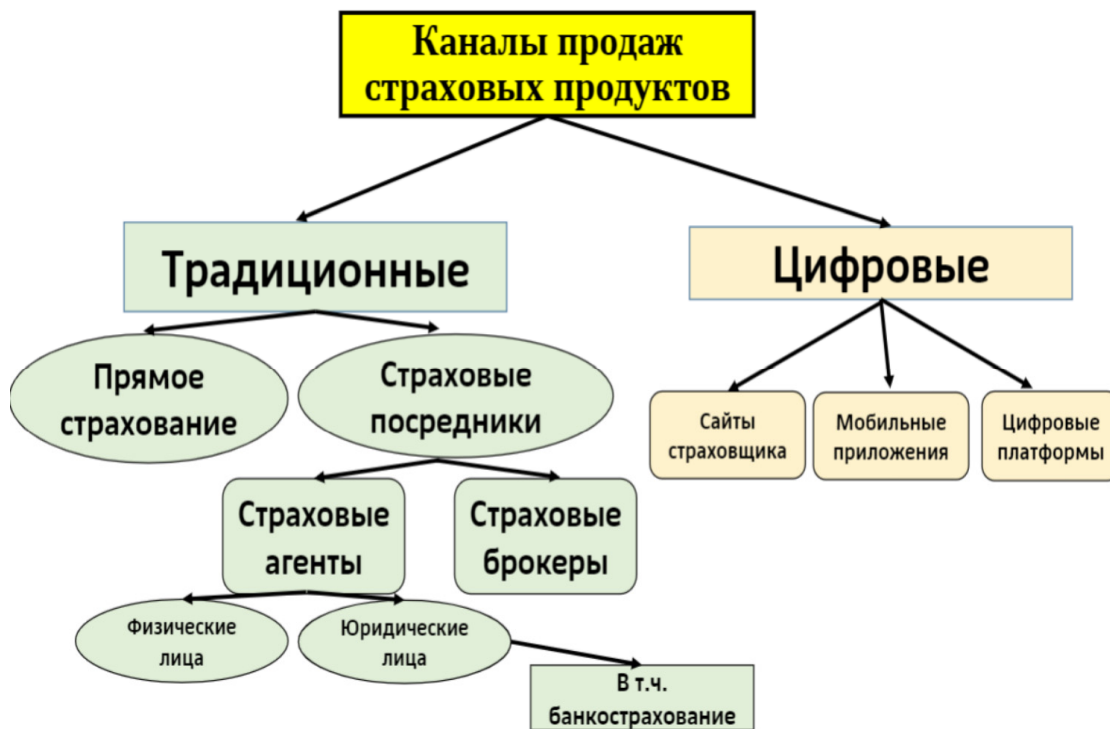 Каналы продаж
страховых продуктов
Традиционные
Цифровые
Прямое
страхование
Страховые
посредники
Сайты
страховщика
Мобильные
приложения
Цифровые
платформы
Страховые
агенты
Страховые
брокеры
Физические
лица
Юридические
лица
В т.ч.
банкострахование